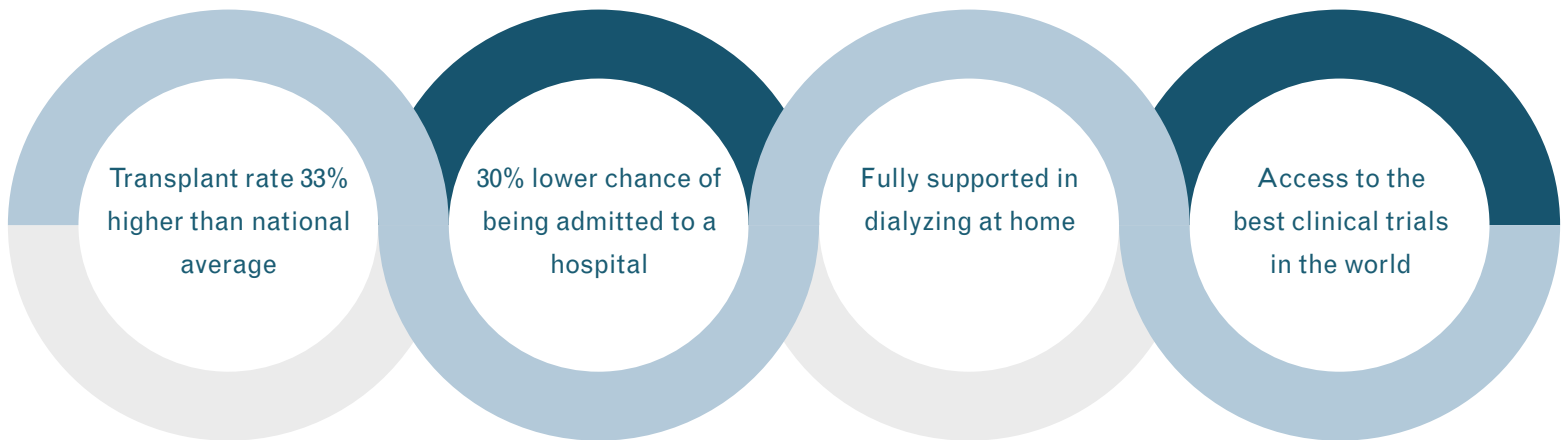 Transplant rate 33%
higher than national
average
30% lower chance of
being admitted to a
hospital
Fully supported in
dialyzing at home
Access to the
best clinical trials
in the world